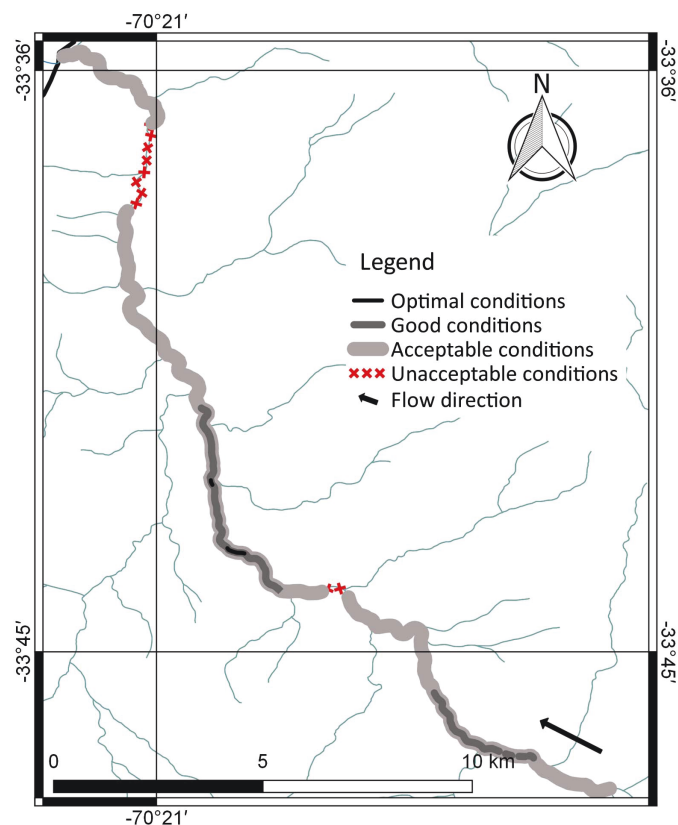 -70°21′
-33°36′
-33°36′
N
Legend
Optimal conditions
Good conditions
Acceptable conditions
Unacceptable conditions
Flow direction
-33°45′
-33°45′
0 5 10 km
-70°21′